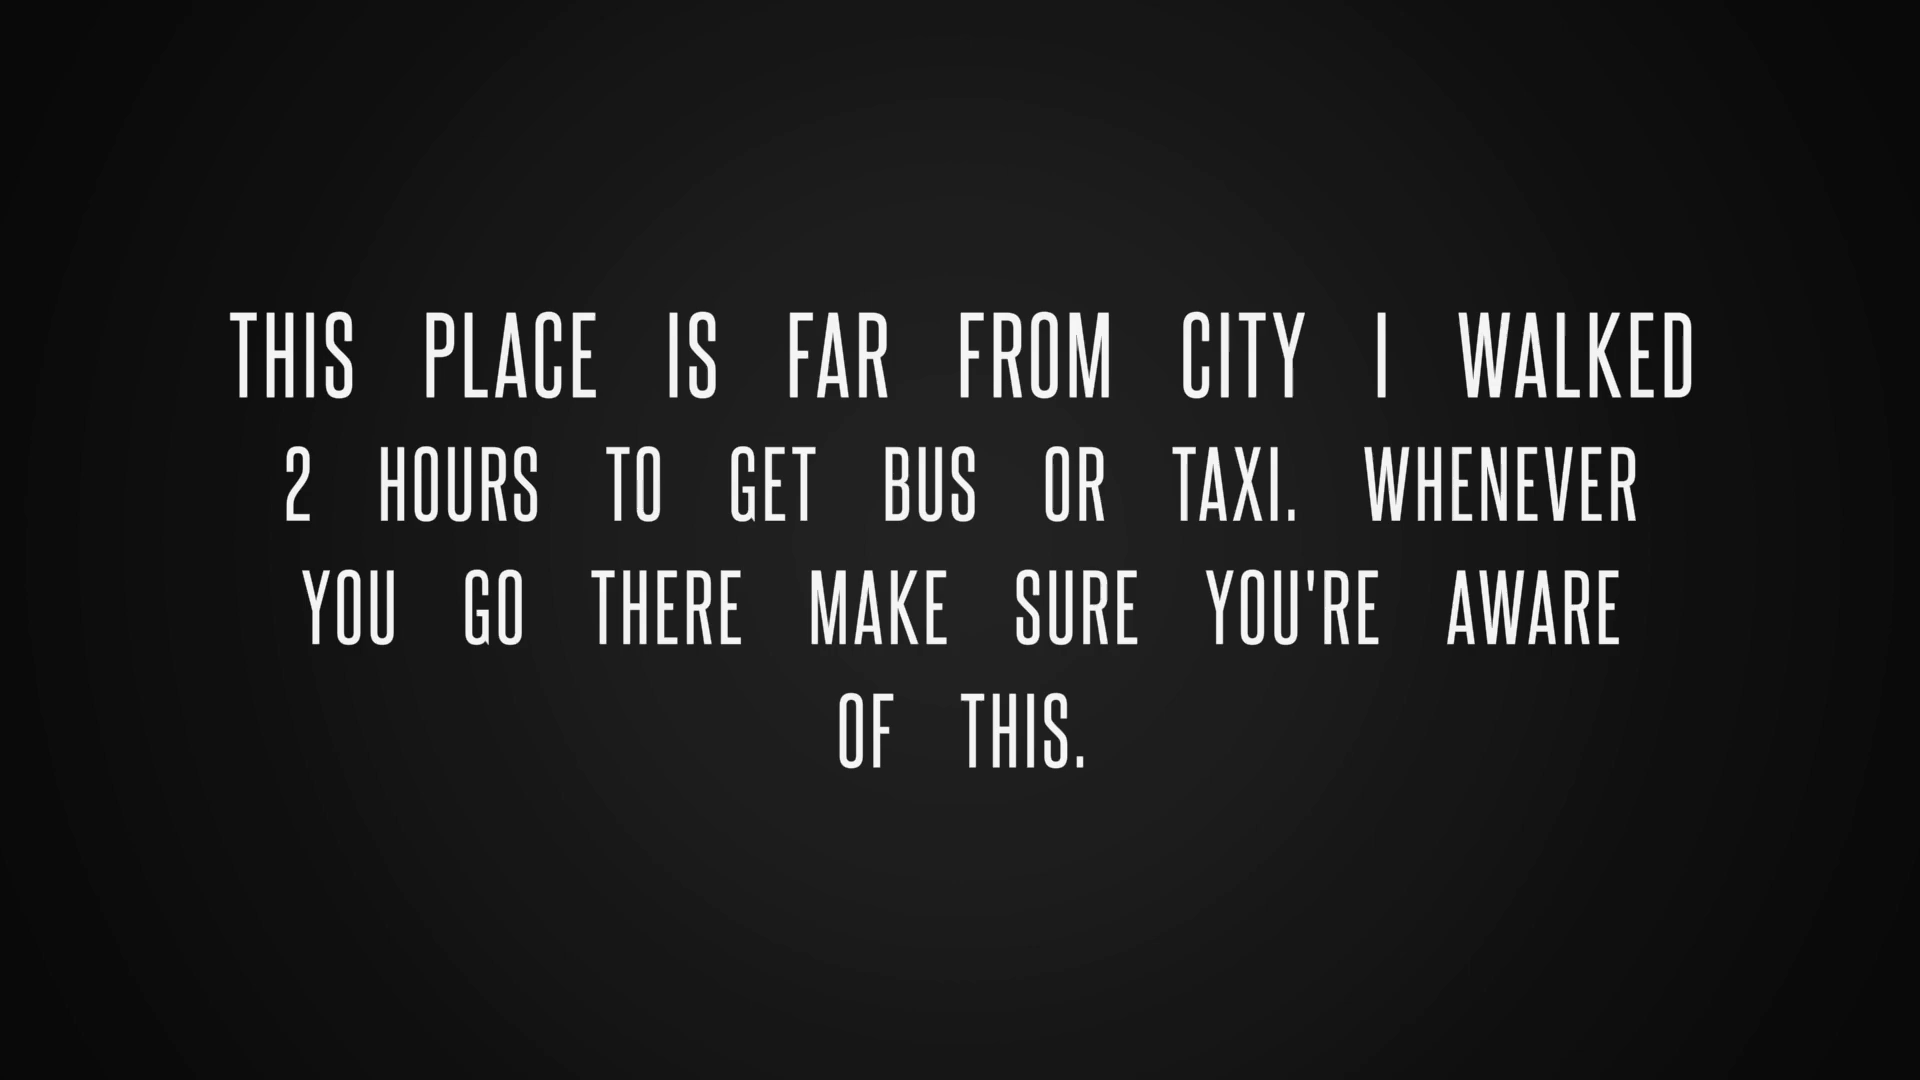 THIS PLACE IS FAR FROM CITY I WALKED
2 HOURS TO GET BUS OR TAXI. WHENEVER
YOU GO THERE MAKE SURE YOU'RE AWARE
OF THIS.